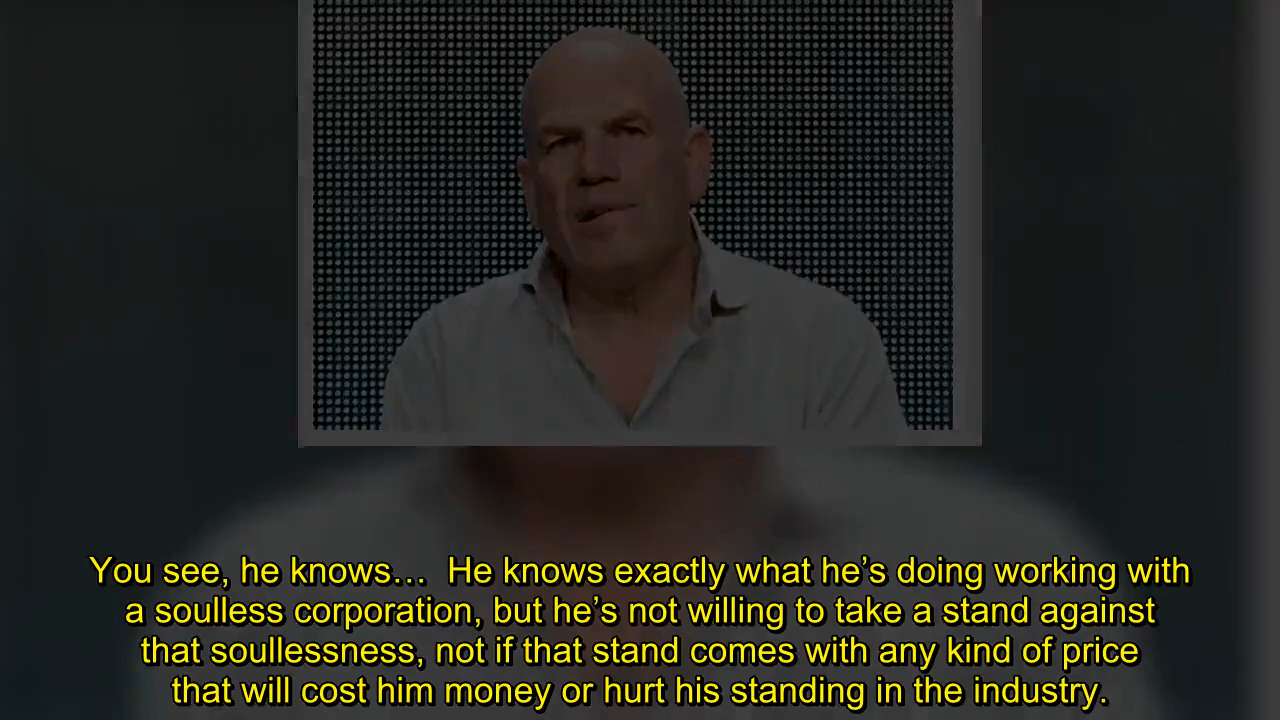 You see, he knows…  He knows exactly what he’s doing working with
a soulless corporation, but he’s not willing to take a stand against
that soullessness, not if that stand comes with any kind of price
that will cost him money or hurt his standing in the industry.